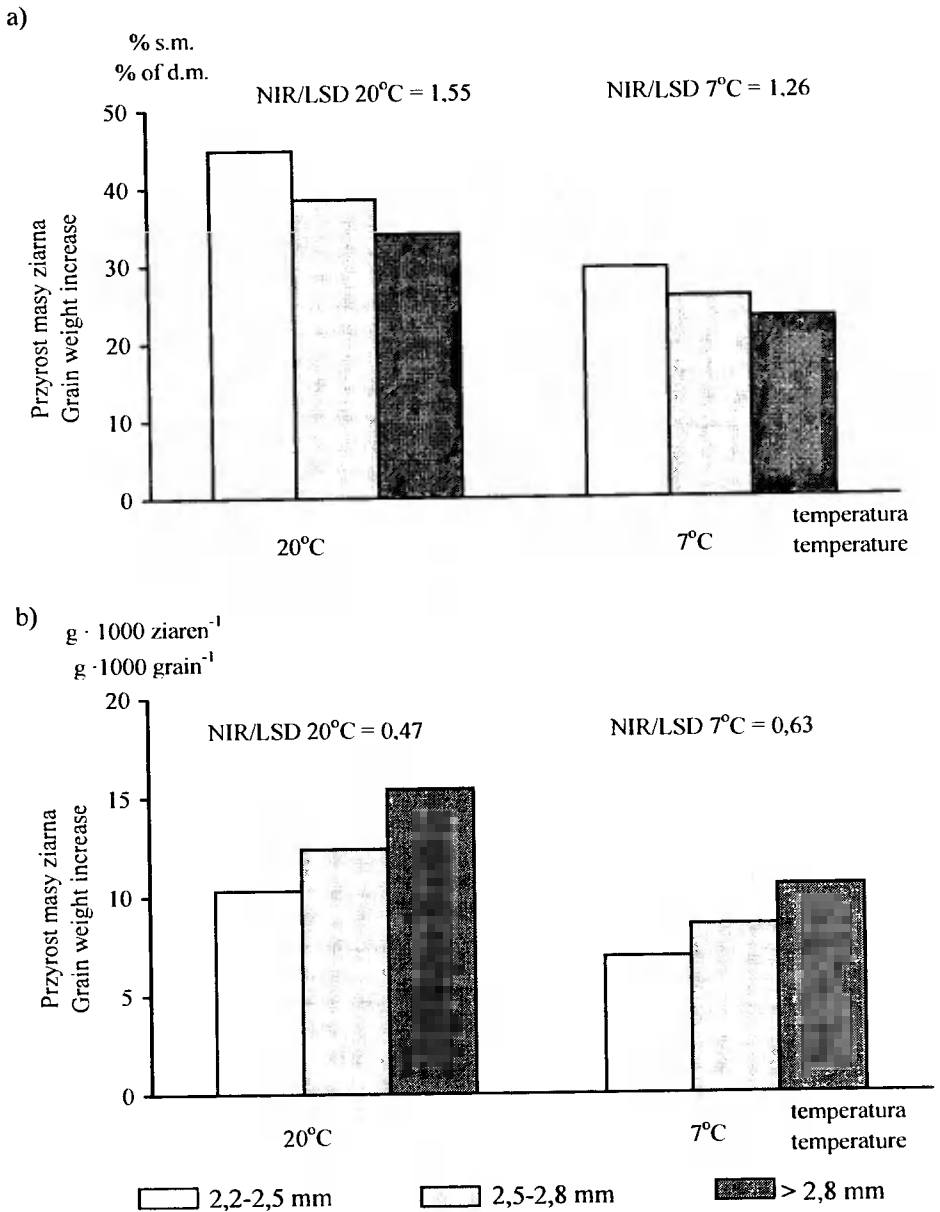 a)
% s.m.
% of d.m.
NIR/LSD 20°C = 1,55
NIR/LSD 7°C = 1,26
50
40
30
20
10
0
Przyrost masy ziarna
Grain weight increase
20°C
7°C
temperatura
temperature
b)
g · 1000 ziaren⁻¹
g ·1000 grain⁻¹
NIR/LSD 20°C = 0,47
NIR/LSD 7°C = 0,63
20
15
10
5
0
Przyrost masy ziarna
Grain weight increase
20°C
7°C
temperatura
temperature
2,2-2,5 mm
2,5-2,8 mm
> 2,8 mm